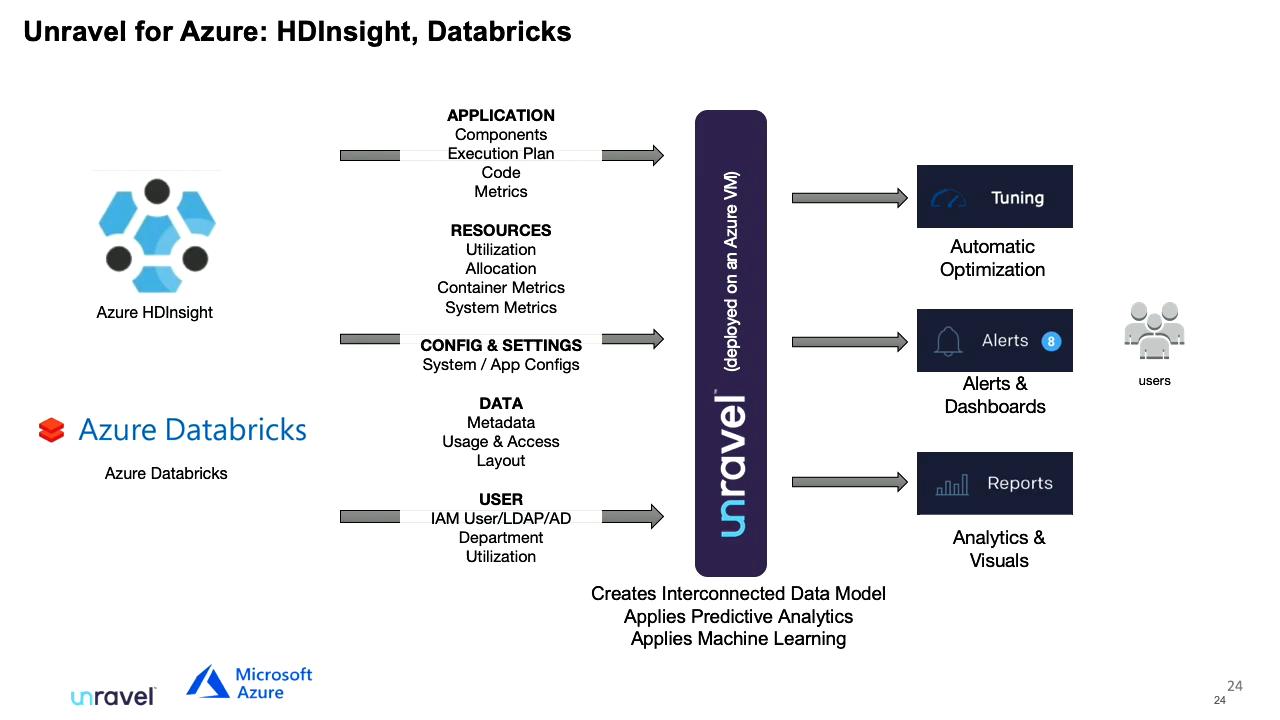 Unravel for Azure: HDInsight, Databricks
Azure HDInsight
Azure Databricks
Azure Databricks
APPLICATION
Components
Execution Plan
Code
Metrics
RESOURCES
Utilization
Allocation
Container Metrics
System Metrics
CONFIG & SETTINGS
System / App Configs
DATA
Metadata
Usage & Access
Layout
USER
IAM User/LDAP/AD
Department
Utilization
unravel™ (deployed on an Azure VM)
Creates Interconnected Data Model
Applies Predictive Analytics
Applies Machine Learning
Tuning
Automatic
Optimization
Alerts 8
Alerts &
Dashboards
Reports
Analytics &
Visuals
users
unravel™
Microsoft
Azure
24
24